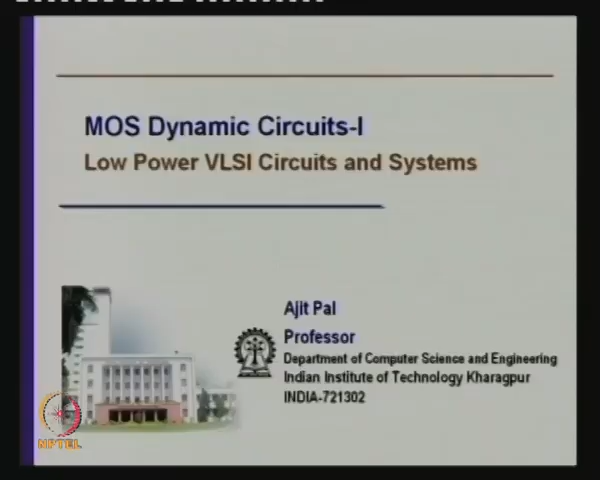 MOS Dynamic Circuits-I
Low Power VLSI Circuits and Systems
Ajit Pal
Professor
Department of Computer Science and Engineering
Indian Institute of Technology Kharagpur
INDIA-721302
NPTEL